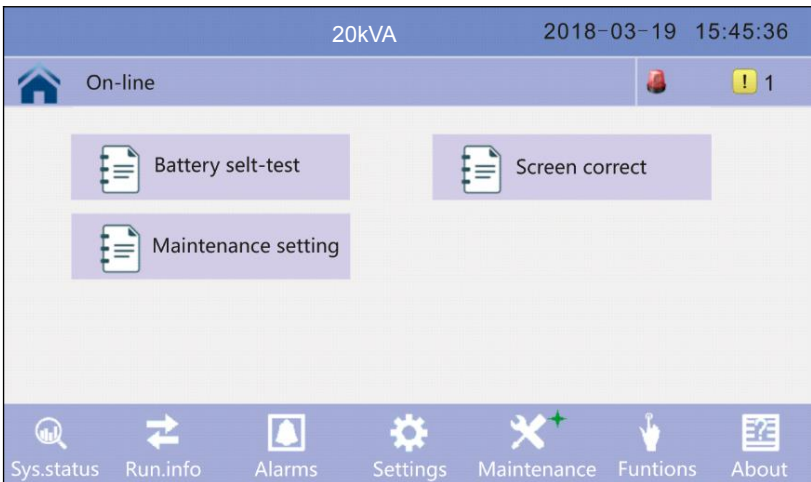 20kVA 2018-03-19 15:45:36
On-line ! 1
Battery selt-test Screen correct
Maintenance setting
Sys.status Run.info Alarms Settings Maintenance Funtions About